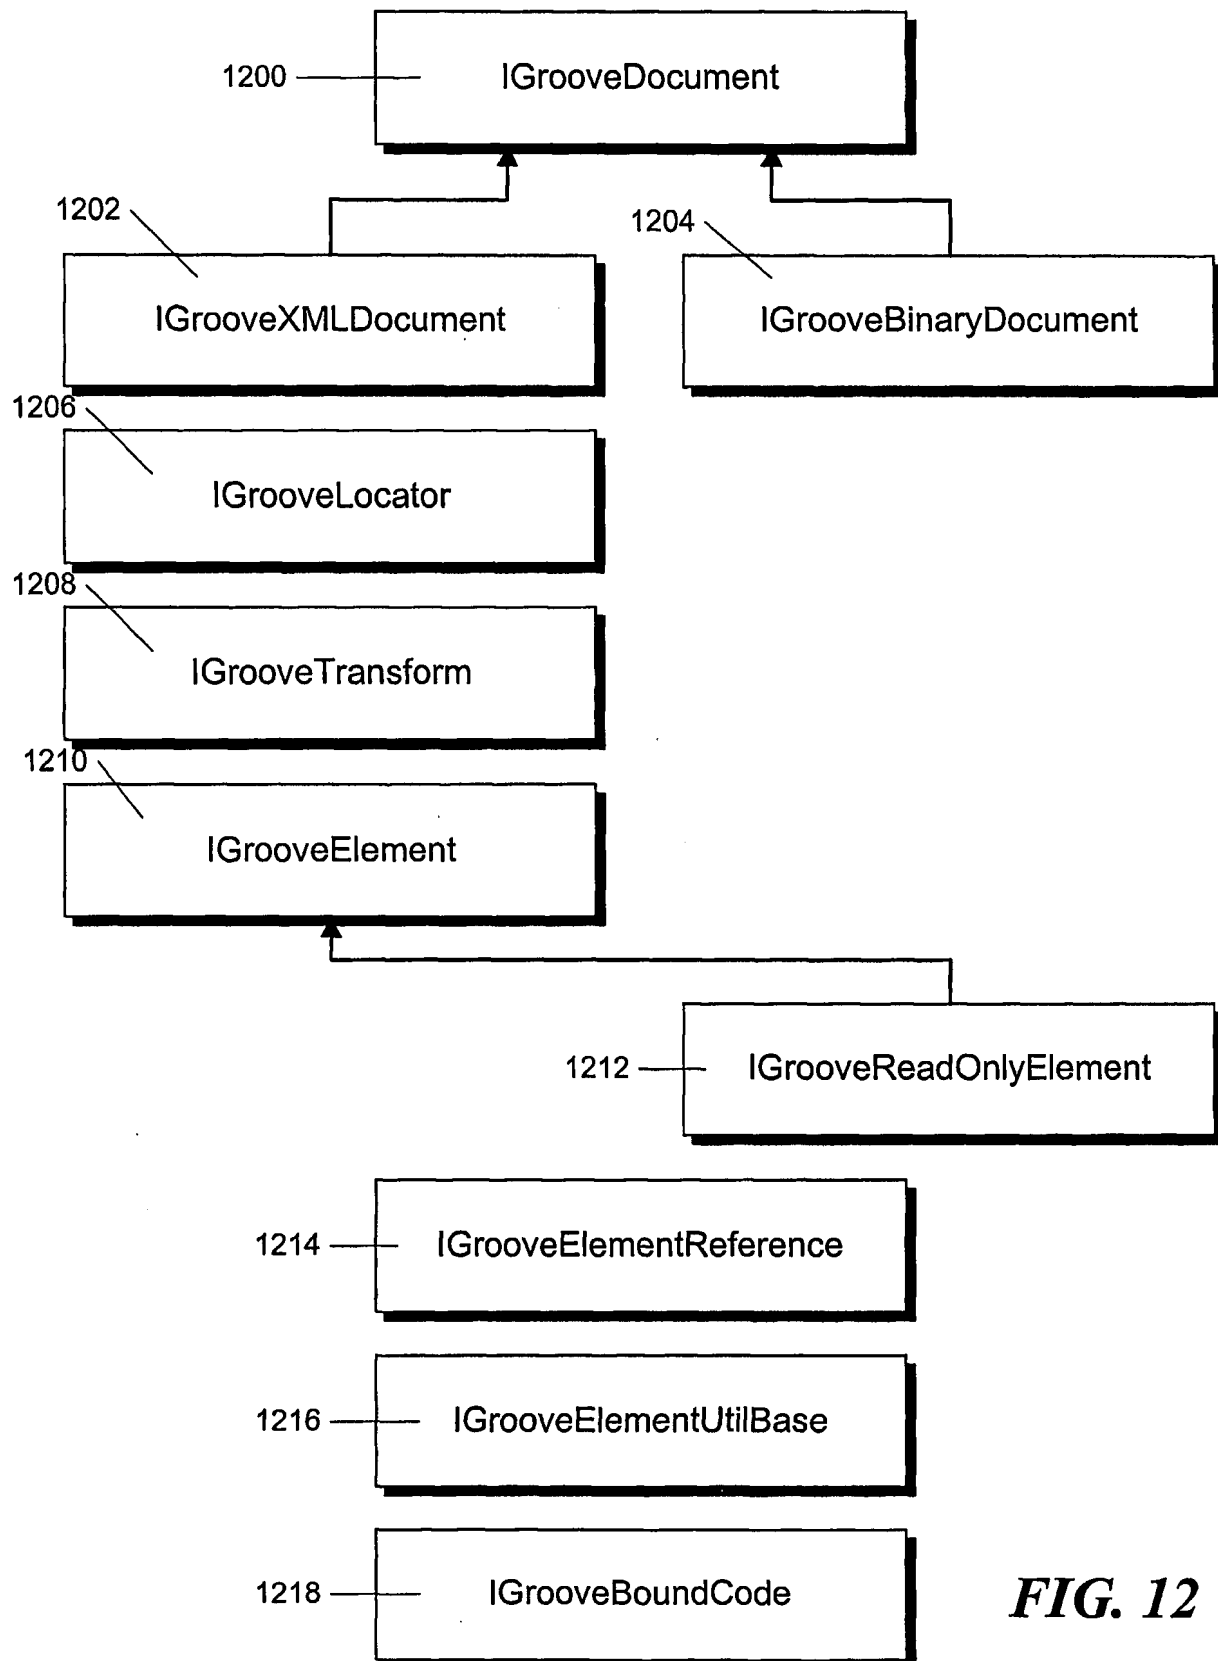 1200
IGrooveDocument
1202
1204
IGrooveXMLDocument
IGrooveBinaryDocument
1206
IGrooveLocator
1208
IGrooveTransform
1210
IGrooveElement
1212
IGrooveReadOnlyElement
1214
IGrooveElementReference
1216
IGrooveElementUtilBase
1218
IGrooveBoundCode
FIG. 12